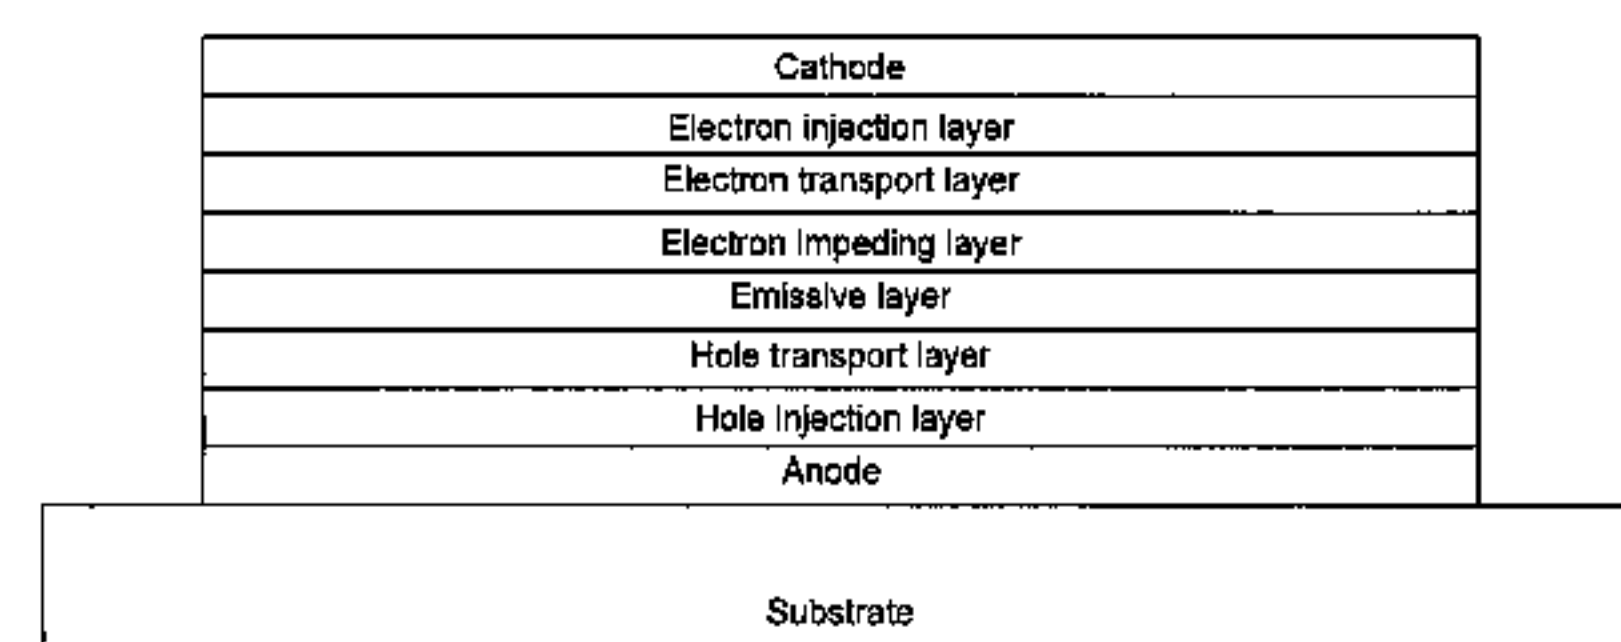 Cathode
Electron injection layer
Electron transport layer
Electron Impeding layer
Emissive layer
Hole transport layer
Hole Injection layer
Anode
Substrate